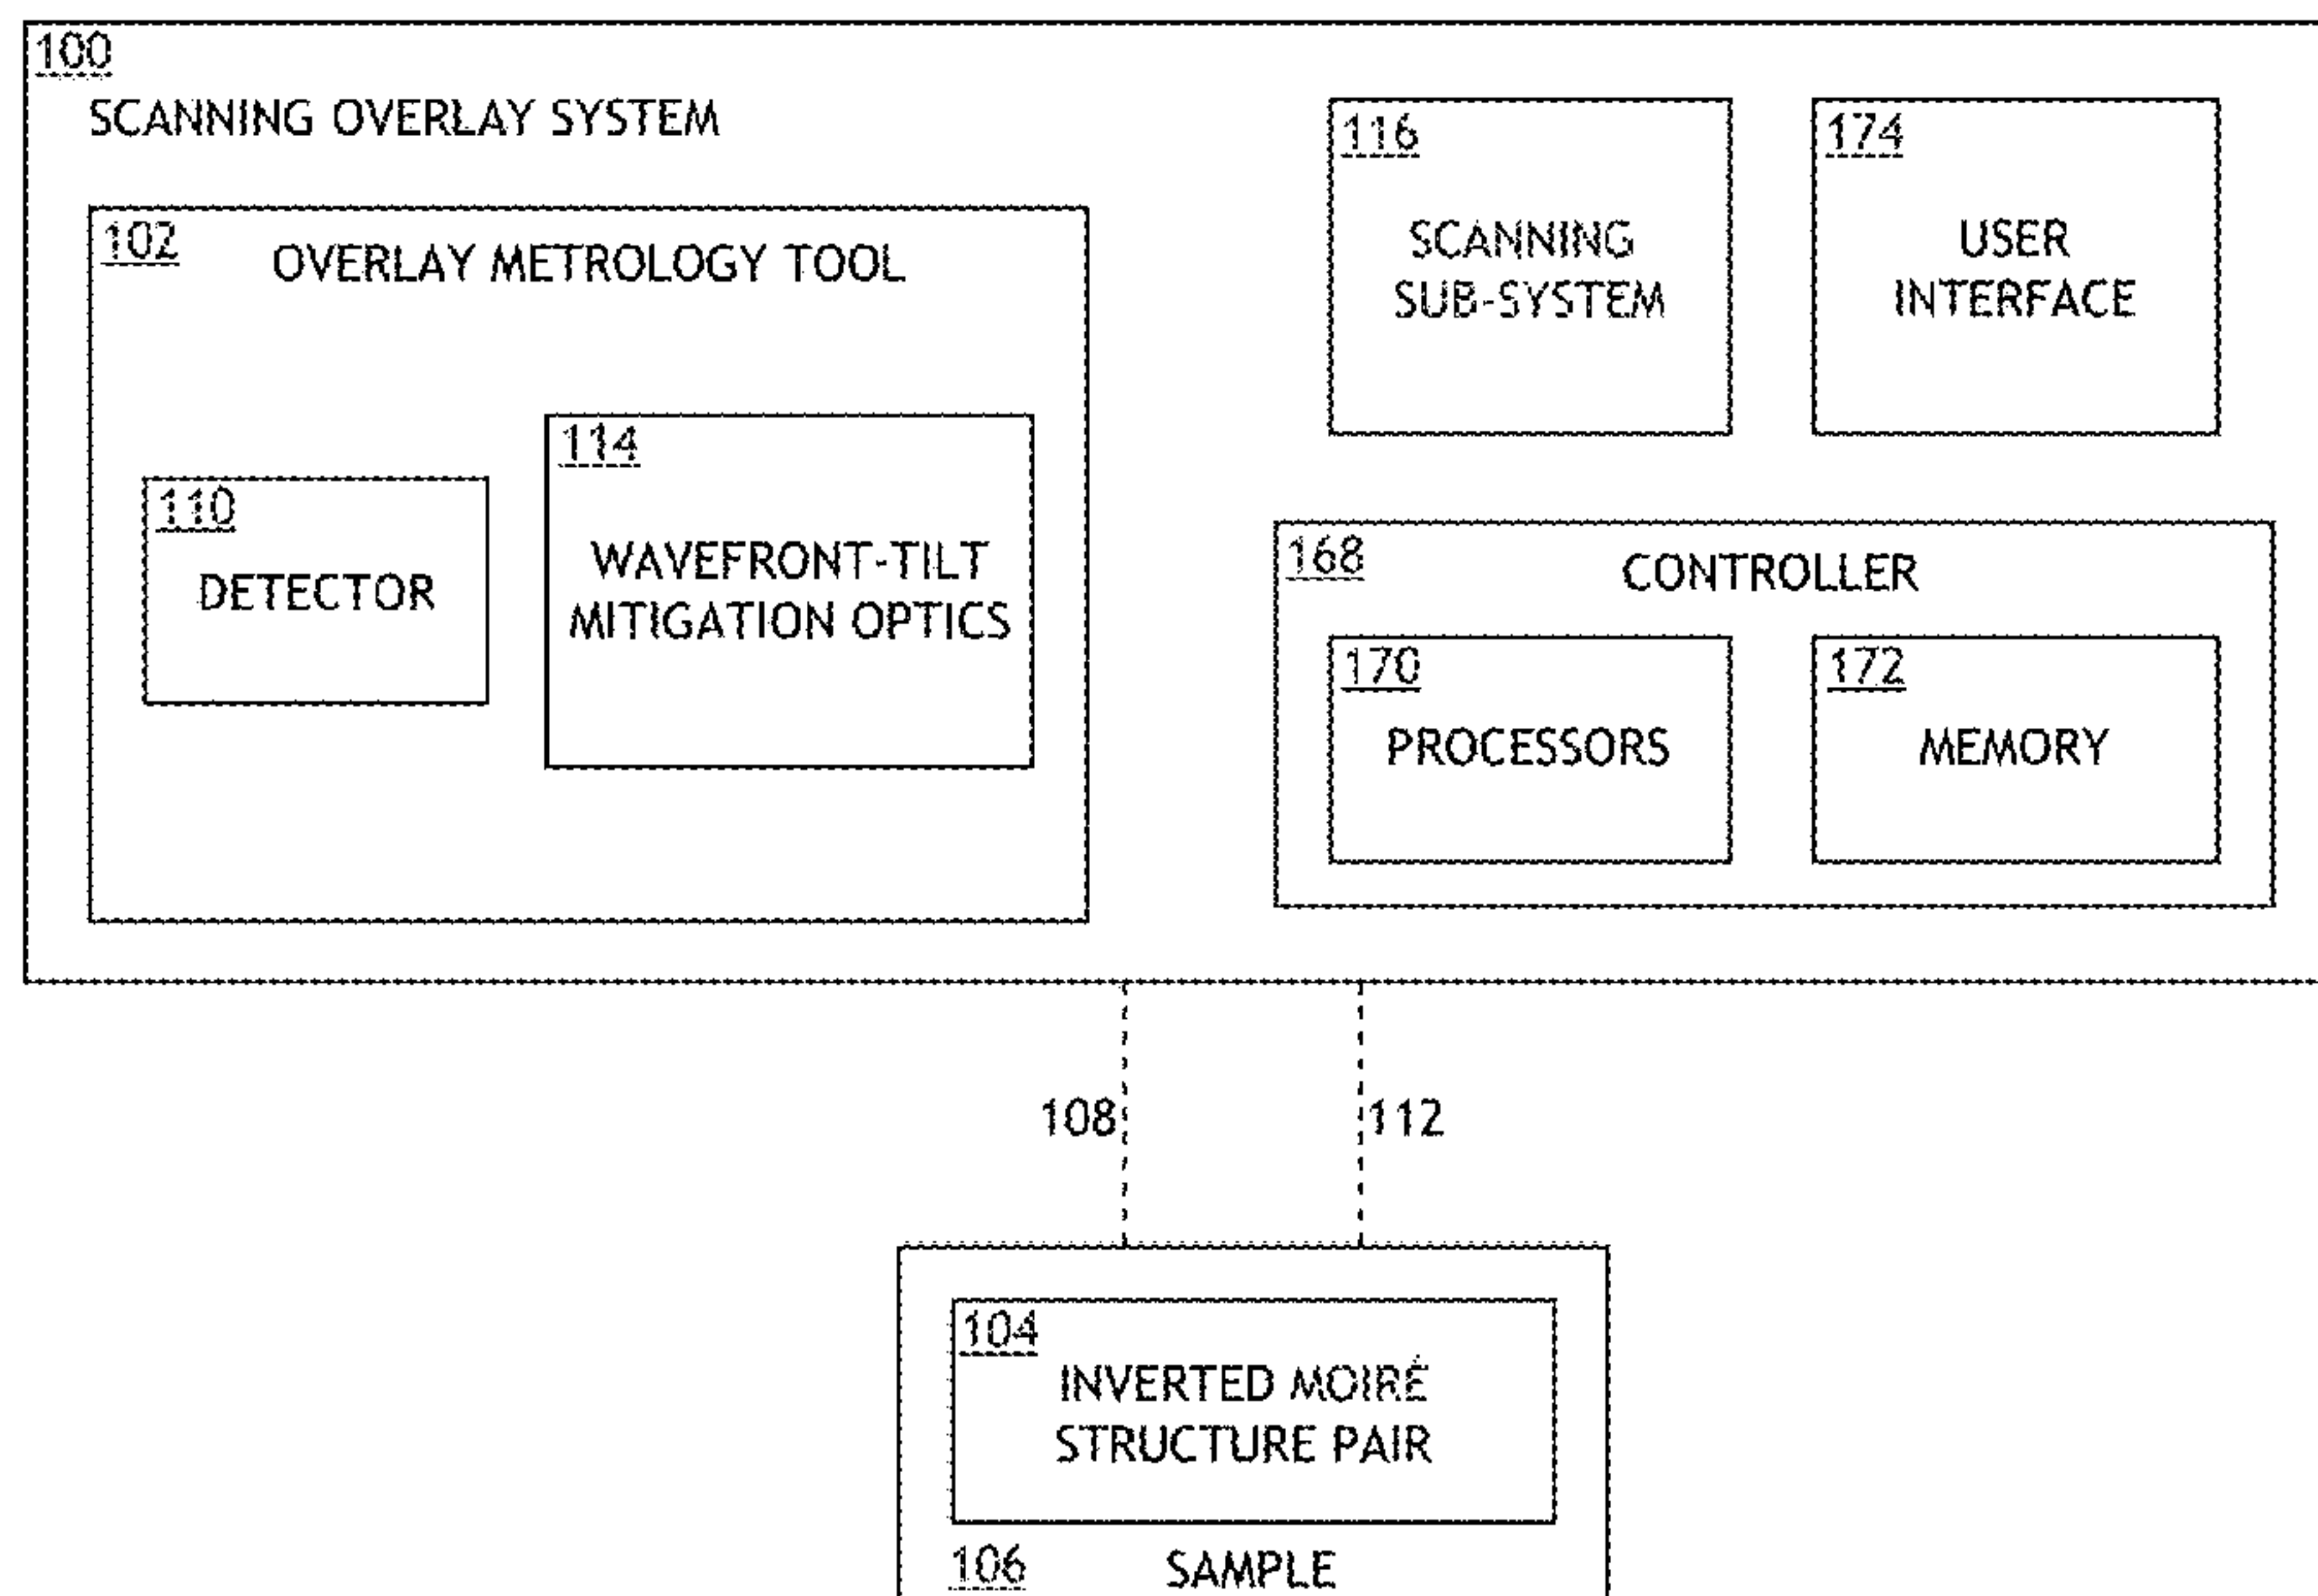 100
SCANNING OVERLAY SYSTEM
102
OVERLAY METROLOGY TOOL
110
DETECTOR
114
WAVEFRONT-TILT
MITIGATION OPTICS
116
SCANNING
SUB-SYSTEM
174
USER
INTERFACE
168
CONTROLLER
170
PROCESSORS
172
MEMORY
108
112
104
INVERTED MOIRÉ
STRUCTURE PAIR
106
SAMPLE